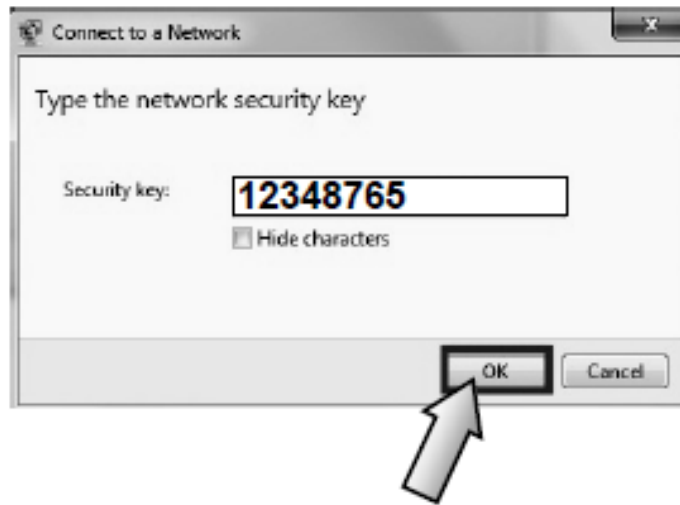 Connect to a Network
Type the network security key
Security key: 12348765
Hide characters
OK Cancel